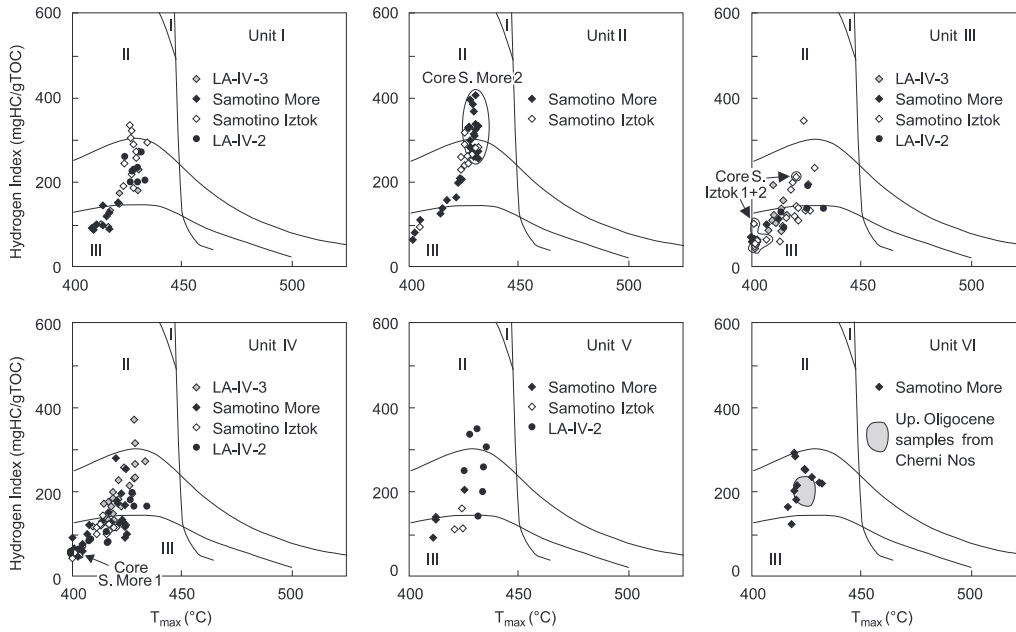 Hydrogen Index (mgHC/gTOC)
600
400
200
0
400
450
500
I
II
III
Unit I
LA-IV-3
Samotino More
Samotino Iztok
LA-IV-2
600
400
200
0
400
450
500
I
II
III
Unit II
Core S. More 2
Samotino More
Samotino Iztok
600
400
200
0
400
450
500
I
II
III
Unit III
LA-IV-3
Samotino More
Samotino Iztok
LA-IV-2
Core S.
Iztok 1+2
Hydrogen Index (mgHC/gTOC)
600
400
200
0
400
450
500
Tmax (°C)
I
II
III
Unit IV
LA-IV-3
Samotino More
Samotino Iztok
LA-IV-2
Core
S. More 1
600
400
200
0
400
450
500
Tmax (°C)
I
II
III
Unit V
Samotino More
Samotino Iztok
LA-IV-2
600
400
200
0
400
450
500
Tmax (°C)
I
II
III
Unit VI
Samotino More
Up. Oligocene
samples from
Cherni Nos